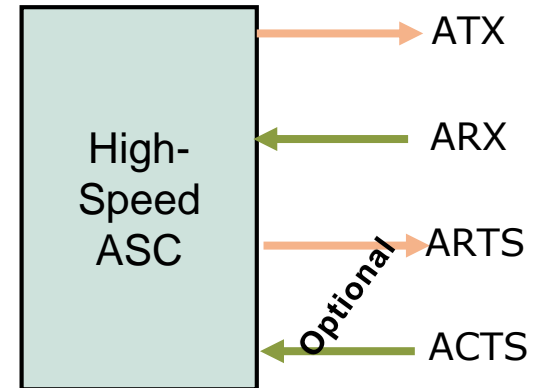 High-
Speed
ASC
ATX
ARX
ARTS
Optional
ACTS